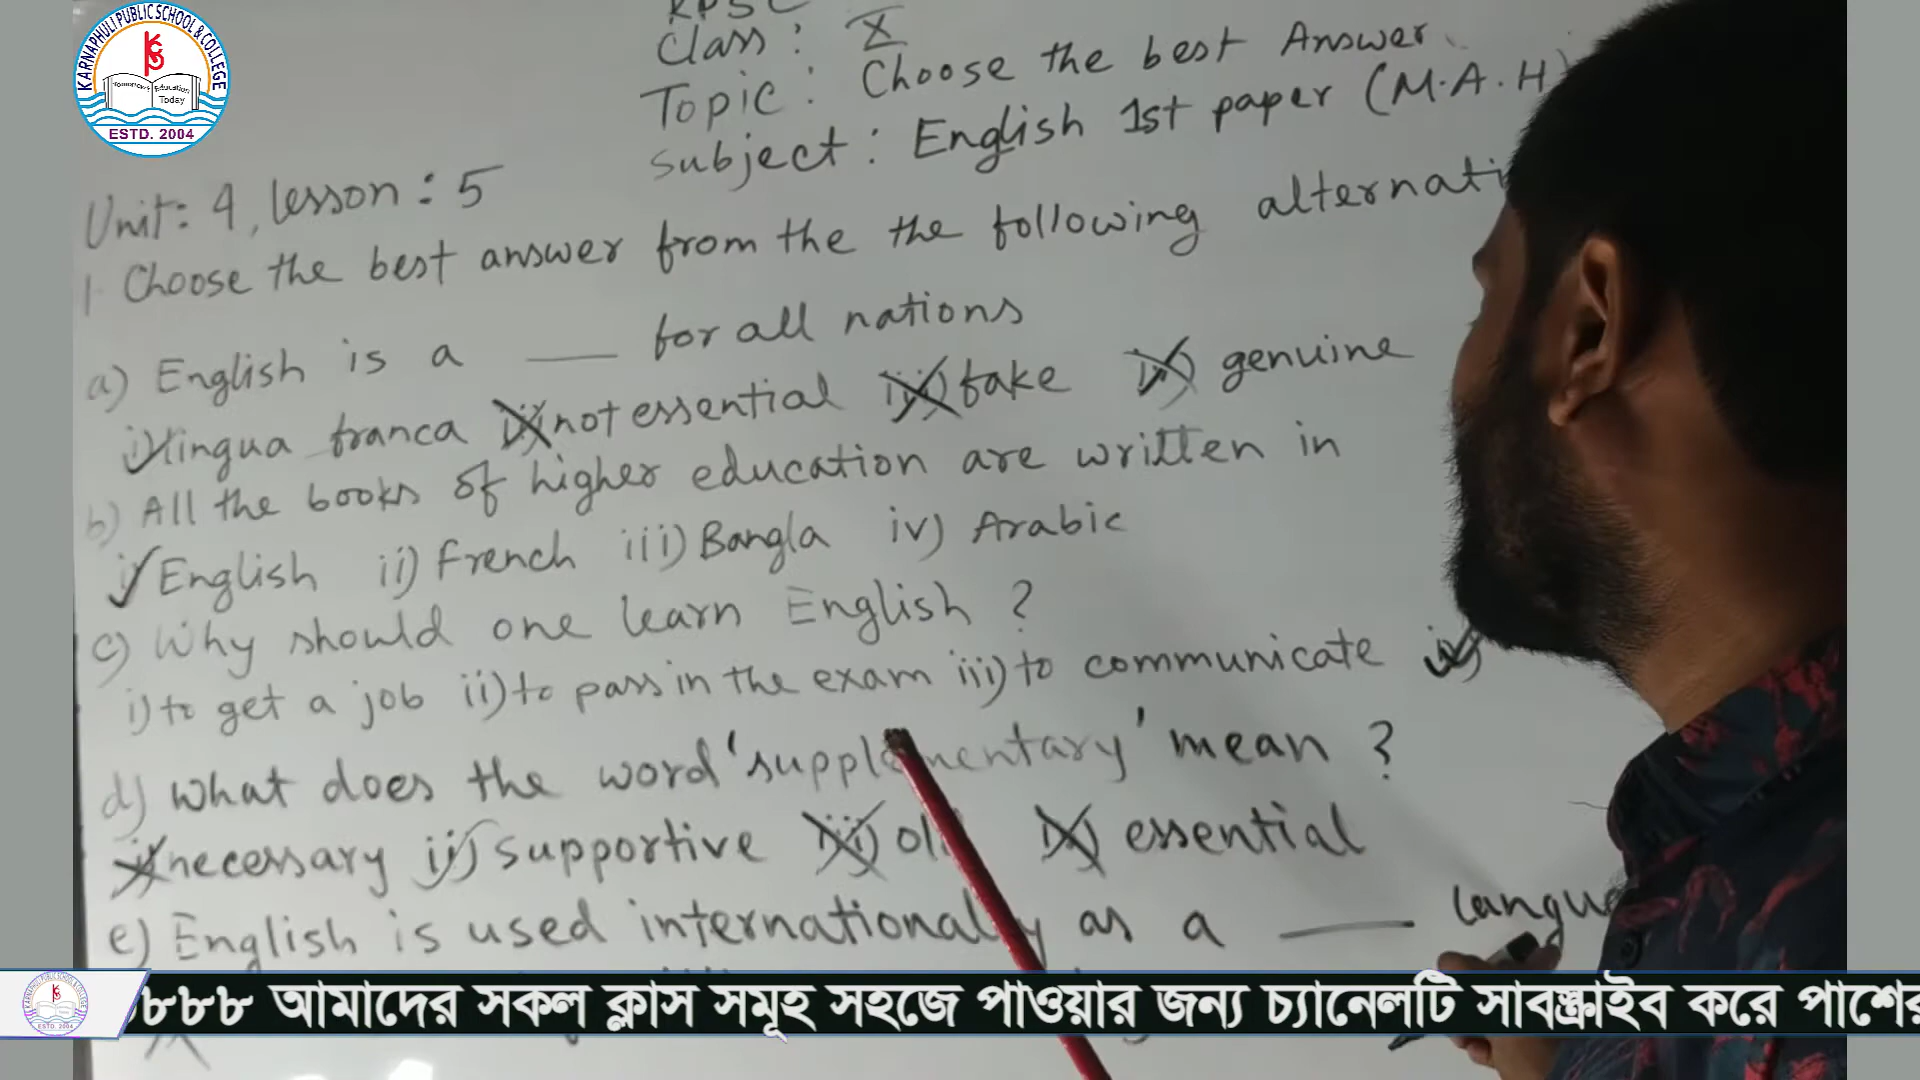 KARNAPHULI PUBLIC SCHOOL & COLLEGE
Education
Today
ESTD. 2004
KPSC
Class : X
Topic : Choose the best Answer
Subject : English 1st paper (M.A.H)
Unit: 4, lesson : 5
1 Choose the best answer from the the following
a) English is a ___ for all nations
i) lingua franca ii) not essential iii) fake iv) genuine
b) All the books of higher education are written in
i) English ii) French iii) Bangla iv) Arabic
c) Why should one learn English ?
i) to get a job ii) to pass in the exam iii) to communicate iv)
d) What does the word 'supplementary' mean ?
i) necessary ii) supportive iii) iv) essential
e) English is used internationally as a ___
৮৮৮ আমাদের সকল ক্লাস সমূহ সহজে পাওয়ার জন্য চ্যানেলটি সাবস্ক্রাইব করে পাশের